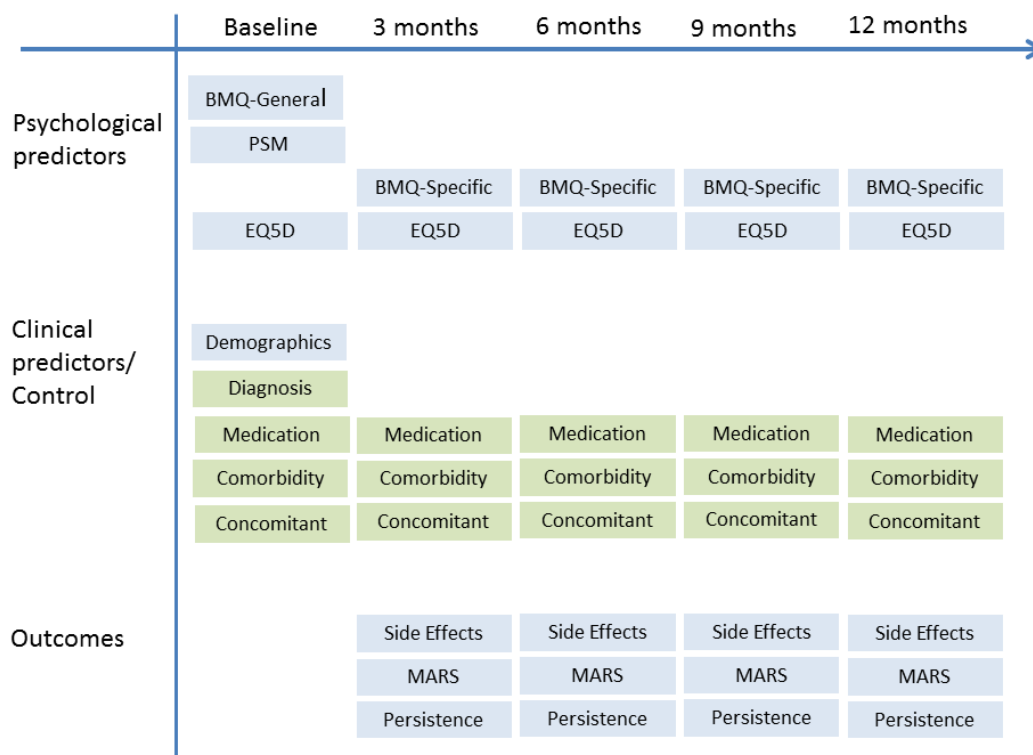 Baseline 3 months 6 months 9 months 12 months
Psychological
predictors
BMQ-General
PSM
BMQ-Specific BMQ-Specific BMQ-Specific BMQ-Specific
EQ5D EQ5D EQ5D EQ5D EQ5D
Clinical
predictors/
Control
Demographics
Diagnosis
Medication Medication Medication Medication Medication
Comorbidity Comorbidity Comorbidity Comorbidity Comorbidity
Concomitant Concomitant Concomitant Concomitant Concomitant
Outcomes
Side Effects Side Effects Side Effects Side Effects
MARS MARS MARS MARS
Persistence Persistence Persistence Persistence